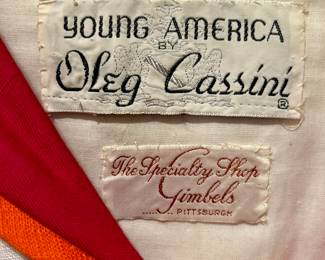 YOUNG AMERICA
BY
Oleg Cassini ®
The Specialty Shop
Gimbels
PITTSBURGH